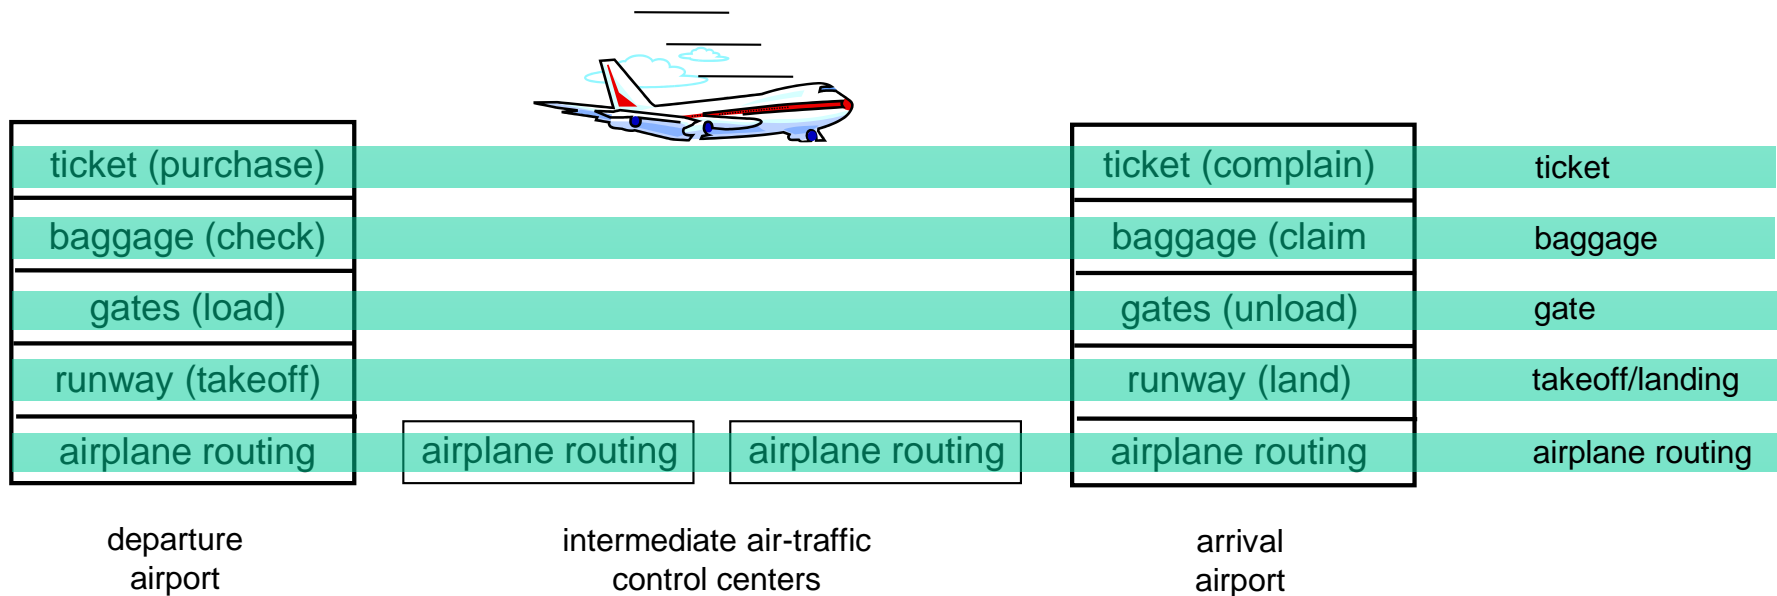 ticket (purchase) ticket (complain) ticket
baggage (check) baggage (claim baggage
gates (load) gates (unload) gate
runway (takeoff) runway (land) takeoff/landing
airplane routing airplane routing airplane routing airplane routing airplane routing
departure
airport
intermediate air-traffic
control centers
arrival
airport